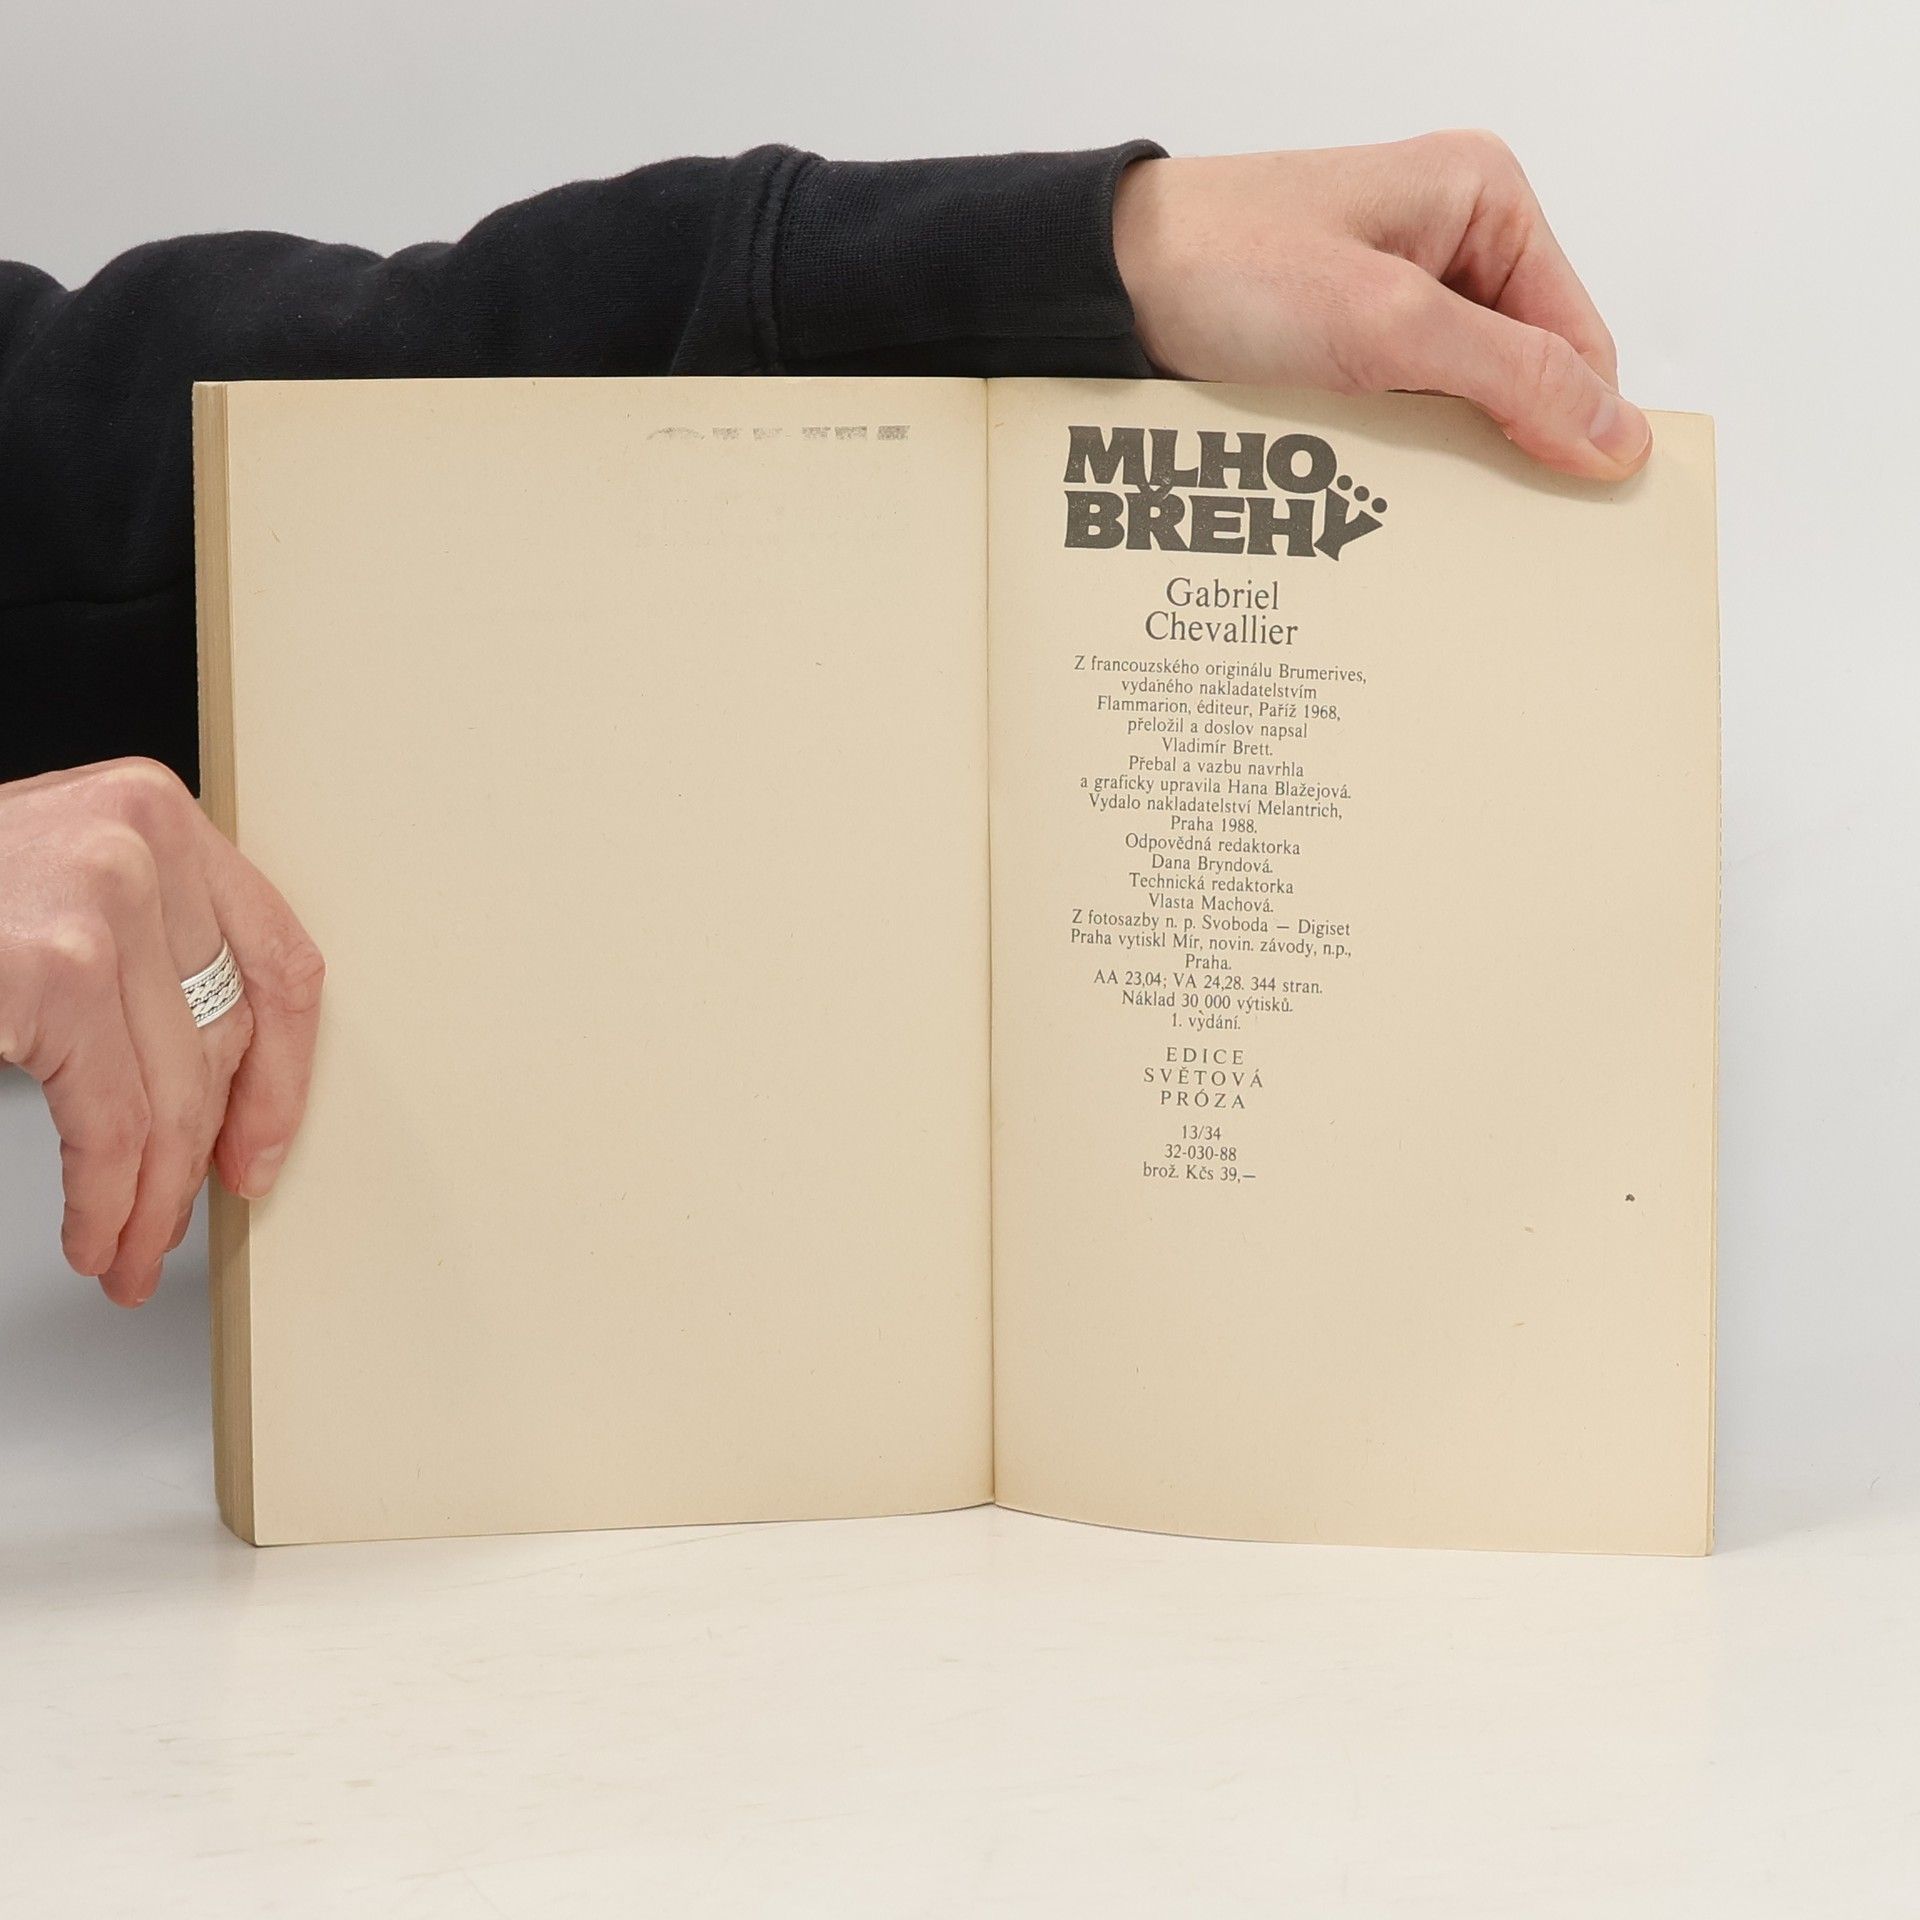 MLHO...
BŘEHY
Gabriel
Chevallier
Z francouzského originálu Brumerives,
vydaného nakladatelstvím
Flammarion, éditeur, Paříž 1968,
přeložil a doslov napsal
Vladimír Brett.
Přebal a vazbu navrhla
a graficky upravila Hana Blažejová.
Vydalo nakladatelství Melantrich,
Praha 1988.
Odpovědná redaktorka
Dana Bryndová.
Technická redaktorka
Vlasta Machová.
Z fotosazby n. p. Svoboda — Digiset
Praha vytiskl Mír, novin. závody, n.p.,
Praha.
AA 23,04; VA 24,28. 344 stran.
Náklad 30 000 výtisků.
1. vydání.
EDICE
SVĚTOVÁ
PRÓZA
13/34
32-030-88
brož. Kčs 39,—